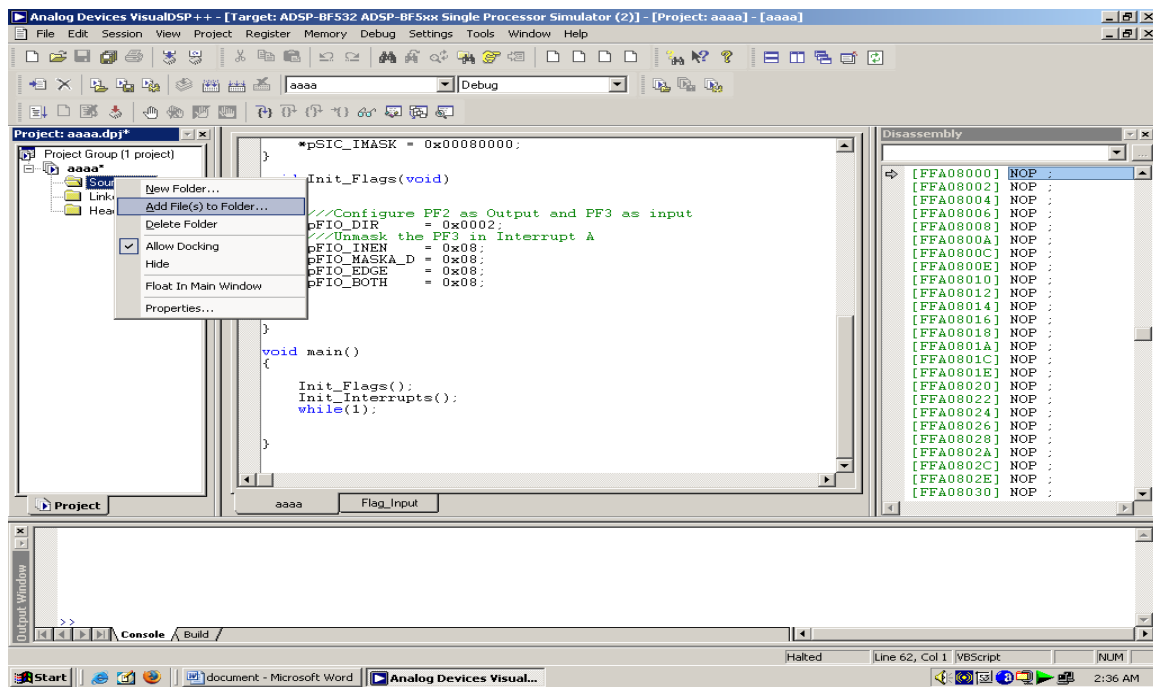 Analog Devices VisualDSP++ - [Target: ADSP-BF532 ADSP-BF5xx Single Processor Simulator (2)] - [Project: aaaa] - [aaaa]
File Edit Session View Project Register Memory Debug Settings Tools Window Help
aaaa Debug
Project: aaaa.dpj*
Project Group (1 project)
aaaa*
Sour
Linke
Head
New Folder...
Add File(s) to Folder...
Delete Folder
Allow Docking
Hide
Float In Main Window
Properties...
Project
*pSIC_IMASK = 0x00080000;
}
Init_Flags(void)
///Configure PF2 as Output and PF3 as input
pFIO_DIR = 0x0002;
///Unmask the PF3 in Interrupt A
pFIO_INEN = 0x08;
pFIO_MASKA_D = 0x08;
pFIO_EDGE = 0x08;
pFIO_BOTH = 0x08;
}
void main()
{
Init_Flags();
Init_Interrupts();
while(1);
}
aaaa Flag_Input
Disassembly
...
[FFA08000] NOP ;
[FFA08002] NOP ;
[FFA08004] NOP ;
[FFA08006] NOP ;
[FFA08008] NOP ;
[FFA0800A] NOP ;
[FFA0800C] NOP ;
[FFA0800E] NOP ;
[FFA08010] NOP ;
[FFA08012] NOP ;
[FFA08014] NOP ;
[FFA08016] NOP ;
[FFA08018] NOP ;
[FFA0801A] NOP ;
[FFA0801C] NOP ;
[FFA0801E] NOP ;
[FFA08020] NOP ;
[FFA08022] NOP ;
[FFA08024] NOP ;
[FFA08026] NOP ;
[FFA08028] NOP ;
[FFA0802A] NOP ;
[FFA0802C] NOP ;
[FFA0802E] NOP ;
[FFA08030] NOP ;
Output Window
>>
Console Build
Halted Line 62, Col 1 VBScript NUM
Start document - Microsoft Word Analog Devices Visual... 2:36 AM